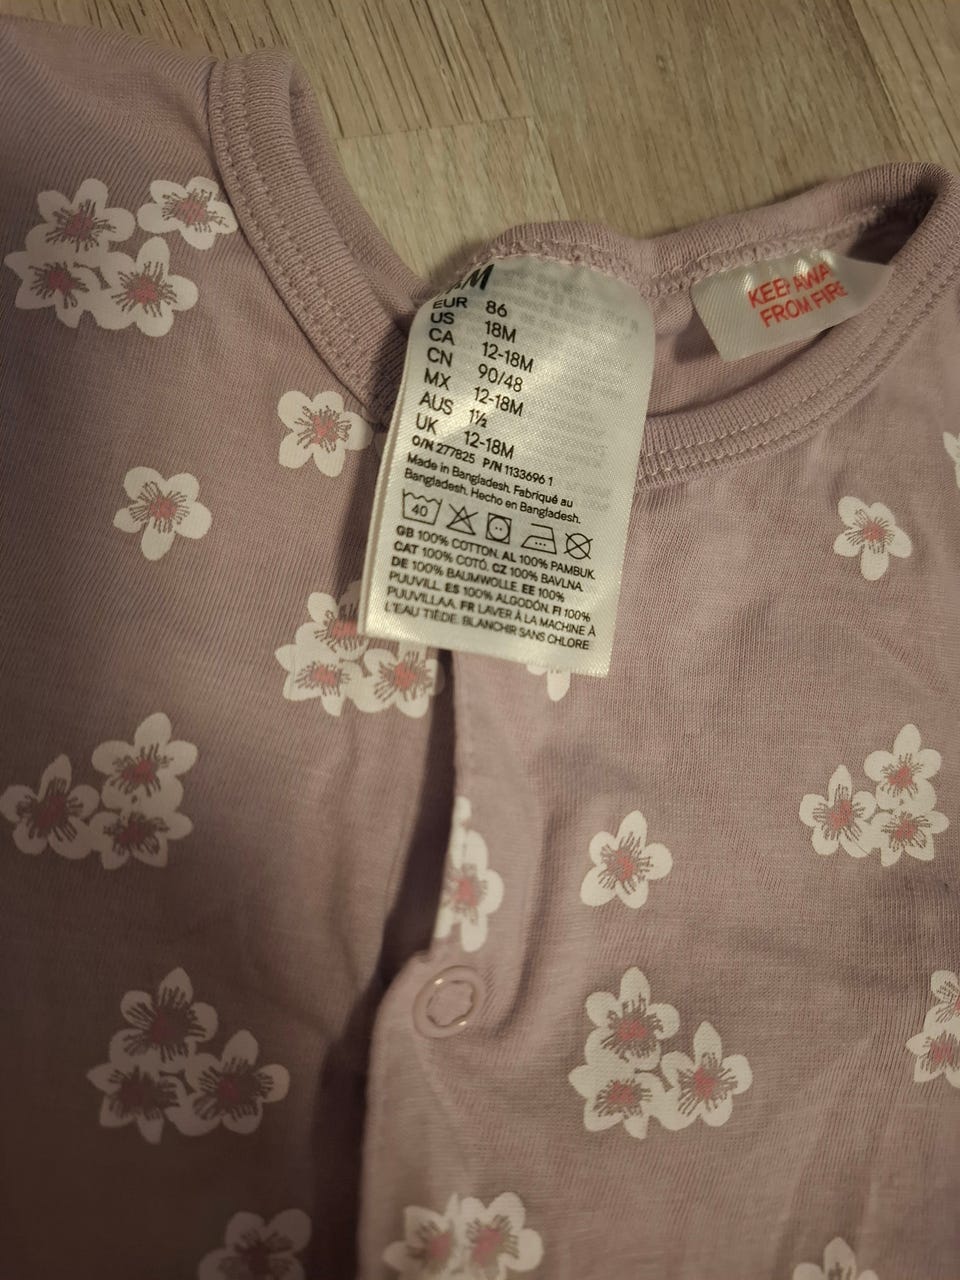 M
EUR 86
US 18M
CA 12-18M
CN 90/48
MX 12-18M
AUS 1½
UK 12-18M
O/N 277825 P/N 1133696 1
Made in Bangladesh. Fabriqué au
Bangladesh. Hecho en Bangladesh.
40
GB 100% COTTON. AL 100% PAMBUK.
CAT 100% COTÓ. CZ 100% BAVLNA.
DE 100% BAUMWOLLE. EE 100%
PUUVILL. ES 100% ALGODÓN. FI 100%
PUUVILLAA. FR LAVER À LA MACHINE À
L'EAU TIÈDE. BLANCHIR SANS CHLORE
KEEP AWA
FROM FIRE